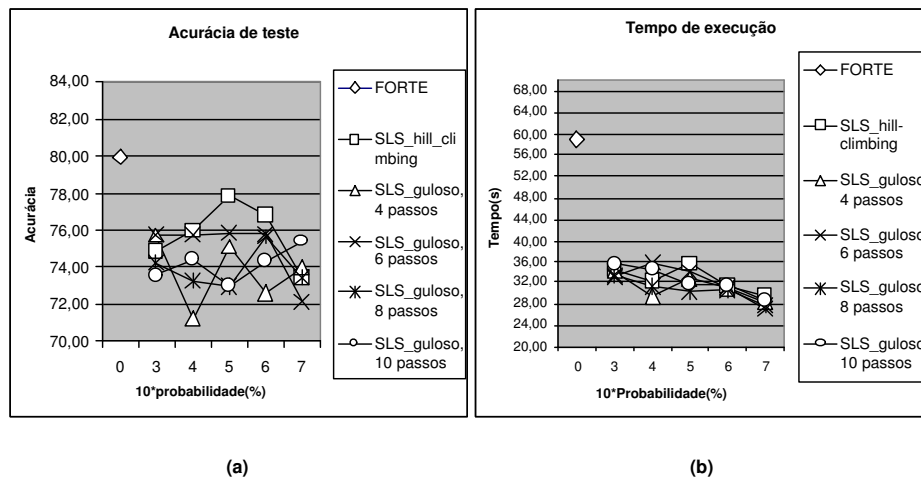 Acurácia de teste
84,00
82,00
80,00
78,00
76,00
74,00
72,00
70,00
0 3 4 5 6 7
10*probabilidade(%)
Acurácia
FORTE
SLS_hill_cli
mbing
SLS_guloso,
4 passos
SLS_guloso,
6 passos
SLS_guloso,
8 passos
SLS_guloso,
10 passos
(a)
Tempo de execução
68,00
64,00
60,00
56,00
52,00
48,00
44,00
40,00
36,00
32,00
28,00
24,00
20,00
0 3 4 5 6 7
10*Probabilidade(%)
Tempo(s)
FORTE
SLS_hill-
climbing
SLS_guloso
4 passos
SLS_guloso
6 passos
SLS_guloso
8 passos
SLS_guloso
10 passos
(b)